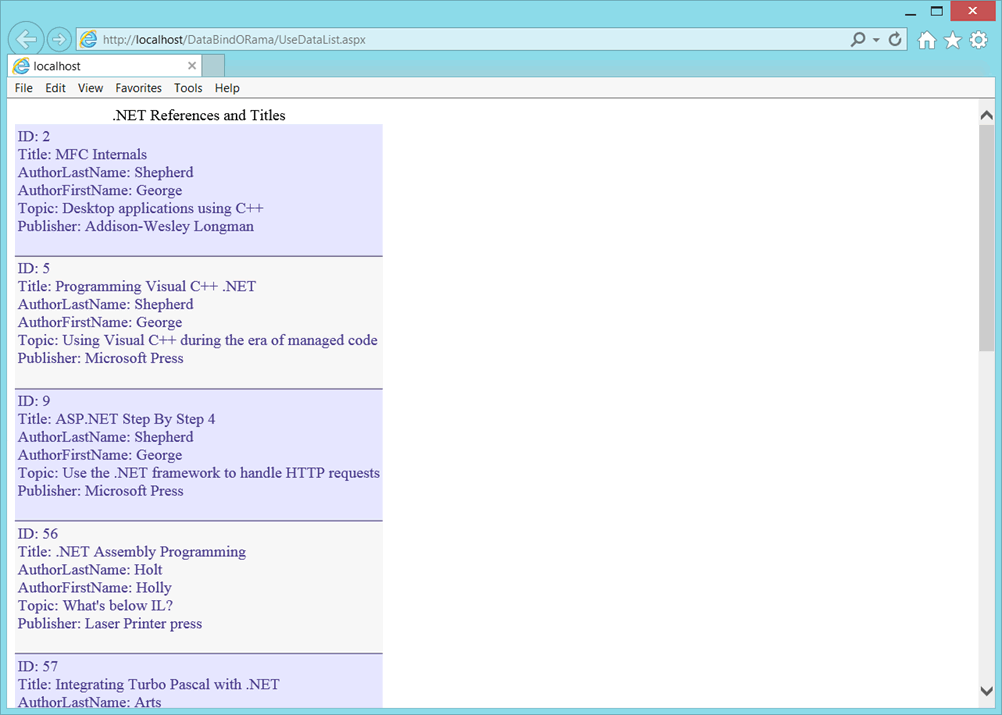 http://localhost/DataBindORama/UseDataList.aspx
localhost
File Edit View Favorites Tools Help
.NET References and Titles
ID: 2
Title: MFC Internals
AuthorLastName: Shepherd
AuthorFirstName: George
Topic: Desktop applications using C++
Publisher: Addison-Wesley Longman
ID: 5
Title: Programming Visual C++ .NET
AuthorLastName: Shepherd
AuthorFirstName: George
Topic: Using Visual C++ during the era of managed code
Publisher: Microsoft Press
ID: 9
Title: ASP.NET Step By Step 4
AuthorLastName: Shepherd
AuthorFirstName: George
Topic: Use the .NET framework to handle HTTP requests
Publisher: Microsoft Press
ID: 56
Title: .NET Assembly Programming
AuthorLastName: Holt
AuthorFirstName: Holly
Topic: What's below IL?
Publisher: Laser Printer press
ID: 57
Title: Integrating Turbo Pascal with .NET
AuthorLastName: Arts